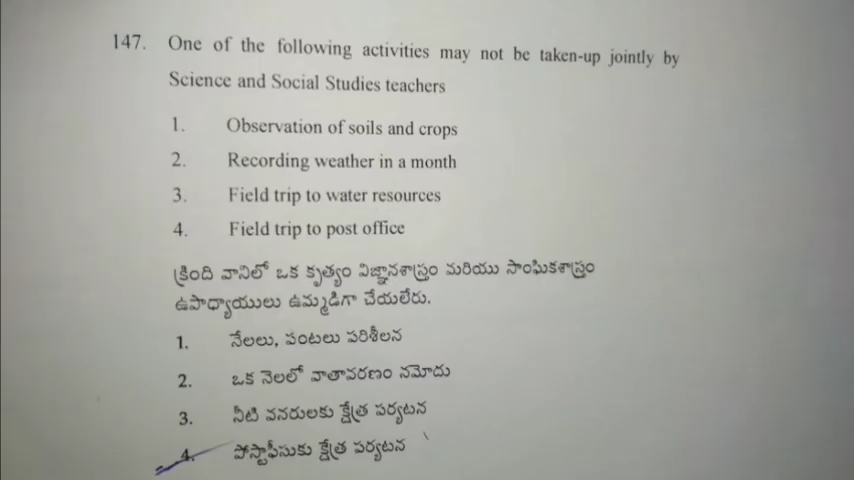 147. One of the following activities may not be taken-up jointly by
Science and Social Studies teachers
1. Observation of soils and crops
2. Recording weather in a month
3. Field trip to water resources
4. Field trip to post office
క్రింది వానిలో ఒక కృత్యం విజ్ఞానశాస్త్రం మరియు సాంఘికశాస్త్రం
ఉపాధ్యాయులు ఉమ్మడిగా చేయలేరు.
1. నేలలు, పంటలు పరిశీలన
2. ఒక నెలలో వాతావరణం నమోదు
3. నీటి వనరులకు క్షేత్ర పర్యటన
4. పోస్టాఫీసుకు క్షేత్ర పర్యటన